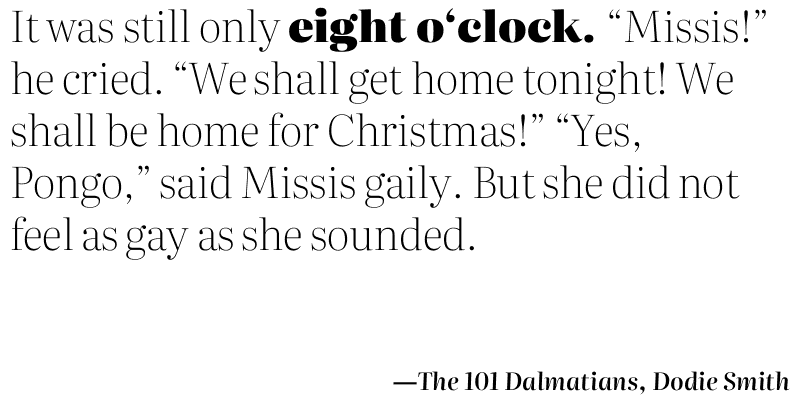 It was still only eight o‘clock. “Missis!”
he cried. “We shall get home tonight! We
shall be home for Christmas!” “Yes,
Pongo,” said Missis gaily. But she did not
feel as gay as she sounded.
—The 101 Dalmatians, Dodie Smith